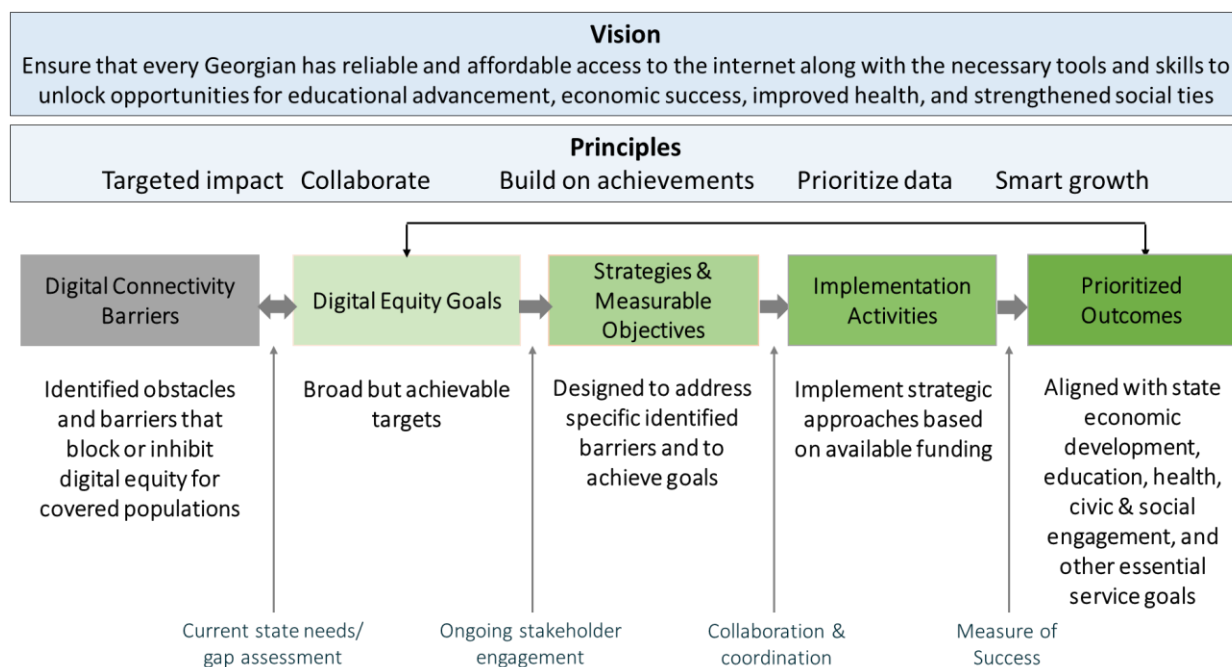 Vision
Ensure that every Georgian has reliable and affordable access to the internet along with the necessary tools and skills to
unlock opportunities for educational advancement, economic success, improved health, and strengthened social ties
Principles
Targeted impact Collaborate Build on achievements Prioritize data Smart growth
Digital Connectivity
Barriers
Digital Equity Goals
Strategies &
Measurable
Objectives
Implementation
Activities
Prioritized
Outcomes
Identified obstacles
and barriers that
block or inhibit
digital equity for
covered populations
Broad but achievable
targets
Designed to address
specific identified
barriers and to
achieve goals
Implement strategic
approaches based
on available funding
Aligned with state
economic
development,
education, health,
civic & social
engagement, and
other essential
service goals
Current state needs/
gap assessment
Ongoing stakeholder
engagement
Collaboration &
coordination
Measure of
Success